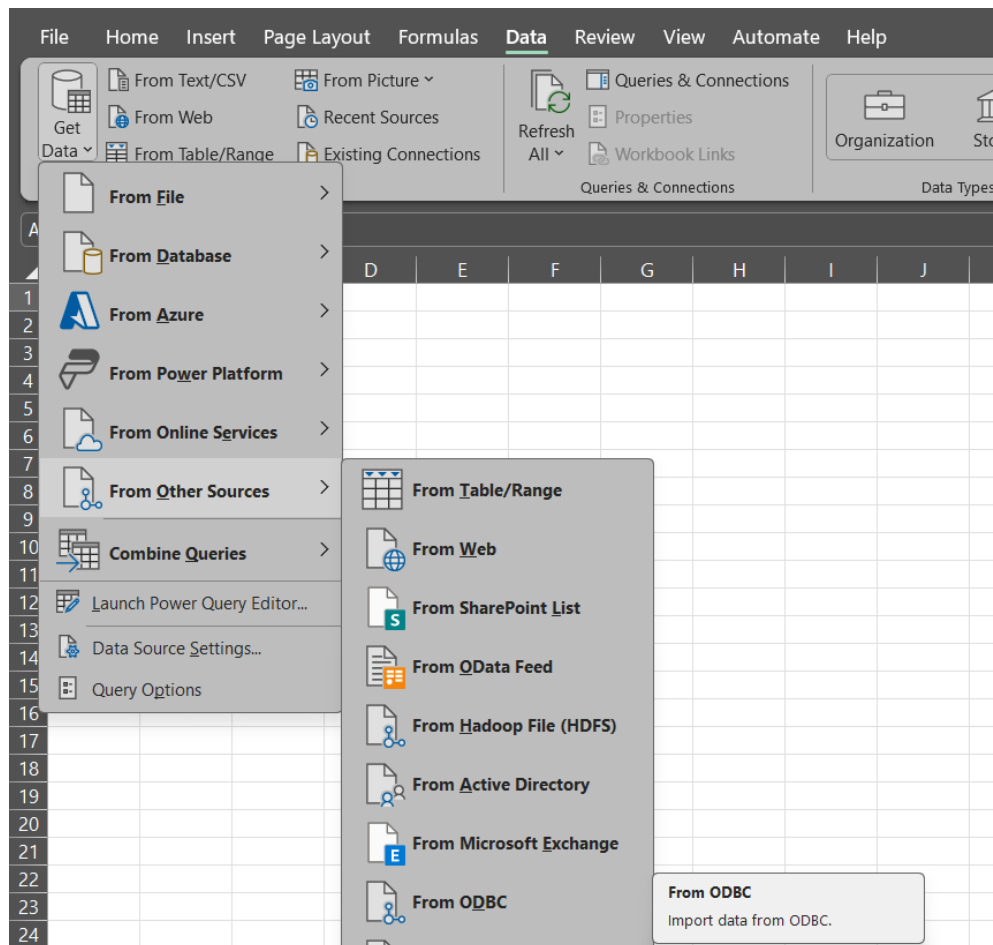 File Home Insert Page Layout Formulas Data Review View Automate Help
From Text/CSV From Picture Queries & Connections
From Web Recent Sources Properties
Get Data From Table/Range Existing Connections Refresh All Workbook Links Organization
Queries & Connections Data Types
From File
From Database
From Azure
From Power Platform
From Online Services
From Other Sources
Combine Queries
Launch Power Query Editor...
Data Source Settings...
Query Options
From Table/Range
From Web
From SharePoint List
From OData Feed
From Hadoop File (HDFS)
From Active Directory
From Microsoft Exchange
From ODBC
From ODBC
Import data from ODBC.
A
D E F G H I J
1
2
3
4
5
6
7
8
9
10
11
12
13
14
15
16
17
18
19
20
21
22
23
24